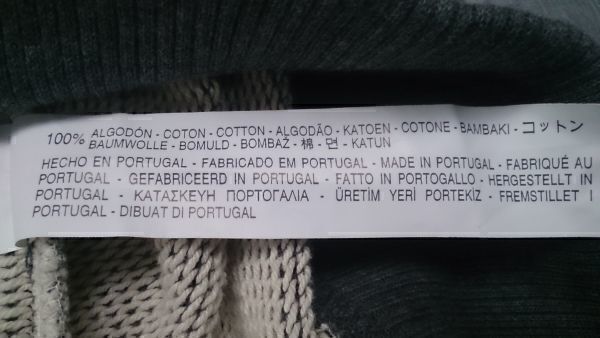 100% ALGODÓN - COTON - COTTON - ALGODÃO - KATOEN - COTONE - BAMBAKI - コットン
BAUMWOLLE - BOMULD - BOMBAŽ - 棉 - 면 - KATUN
HECHO EN PORTUGAL - FABRICADO EM PORTUGAL - MADE IN PORTUGAL - FABRIQUÉ AU
PORTUGAL - GEFABRICEERD IN PORTUGAL - FATTO IN PORTOGALLO - HERGESTELLT IN
PORTUGAL - ΚΑΤΑΣΚΕΥΗ ΠΟΡΤΟΓΑΛΙΑ - ÜRETİM YERİ PORTEKİZ - FREMSTILLET I
PORTUGAL - DIBUAT DI PORTUGAL